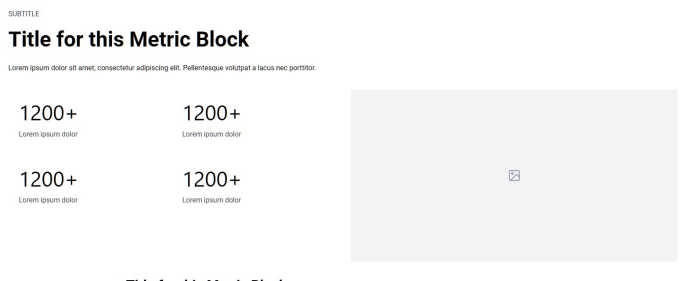 SUBTITLE
Title for this Metric Block
Lorem ipsum dolor sit amet, consectetur adipiscing elit. Pellentesque volutpat a lacus nec porttitor.
1200+ 1200+
Lorem ipsum dolor Lorem ipsum dolor
1200+ 1200+
Lorem ipsum dolor Lorem ipsum dolor